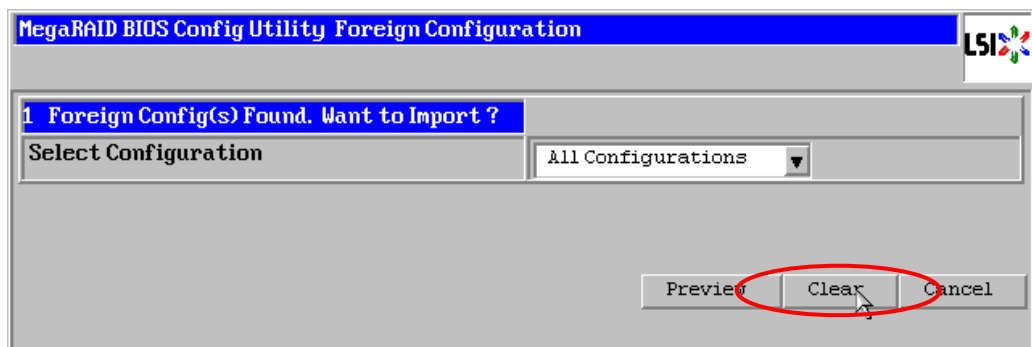 MegaRAID BIOS Config Utility Foreign Configuration
LSI
1 Foreign Config(s) Found. Want to Import ?
Select Configuration
All Configurations
Preview
Clear
Cancel